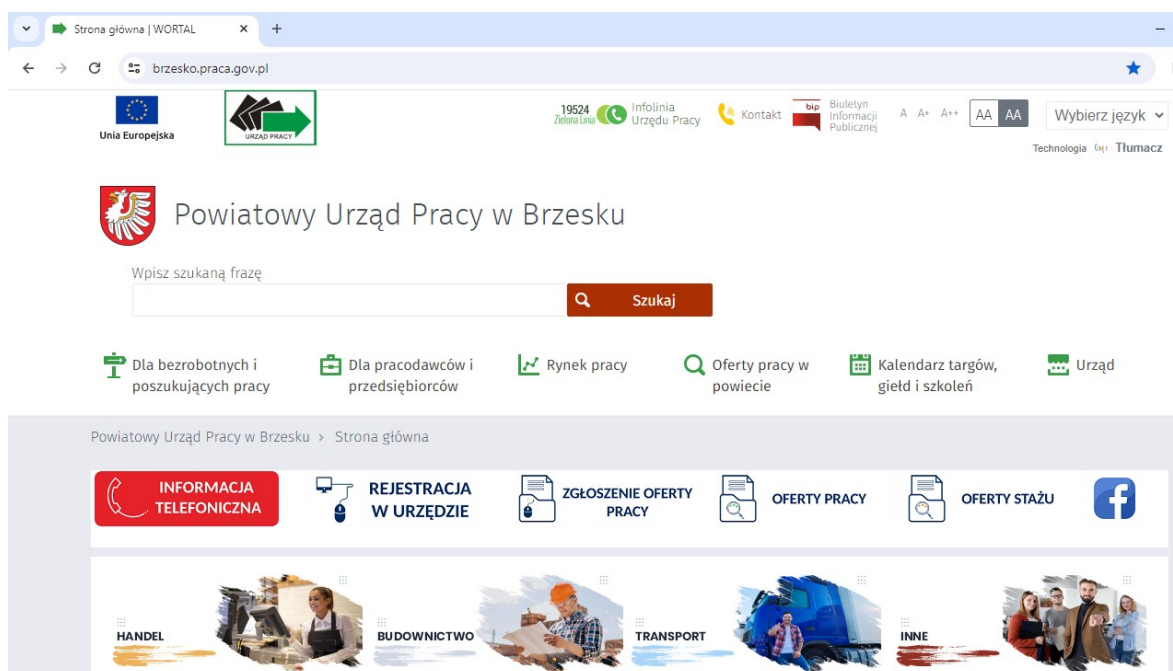 Strona główna | WORTAL
brzesko.praca.gov.pl
Unia Europejska
URZĄD PRACY
19524
Zielona Linia
Infolinia
Urzędu Pracy
Kontakt
bip
Biuletyn
Informacji
Publicznej
A A+ A++ AA AA
Wybierz język
Technologia
Tłumacz
Powiatowy Urząd Pracy w Brzesku
Wpisz szukaną frazę
Szukaj
Dla bezrobotnych i
poszukujących pracy
Dla pracodawców i
przedsiębiorców
Rynek pracy
Oferty pracy w
powiecie
Kalendarz targów,
giełd i szkoleń
Urząd
Powiatowy Urząd Pracy w Brzesku > Strona główna
INFORMACJA
TELEFONICZNA
REJESTRACJA
W URZĘDZIE
ZGŁOSZENIE OFERTY
PRACY
OFERTY PRACY
OFERTY STAŻU
HANDEL
BUDOWNICTWO
TRANSPORT
INNE